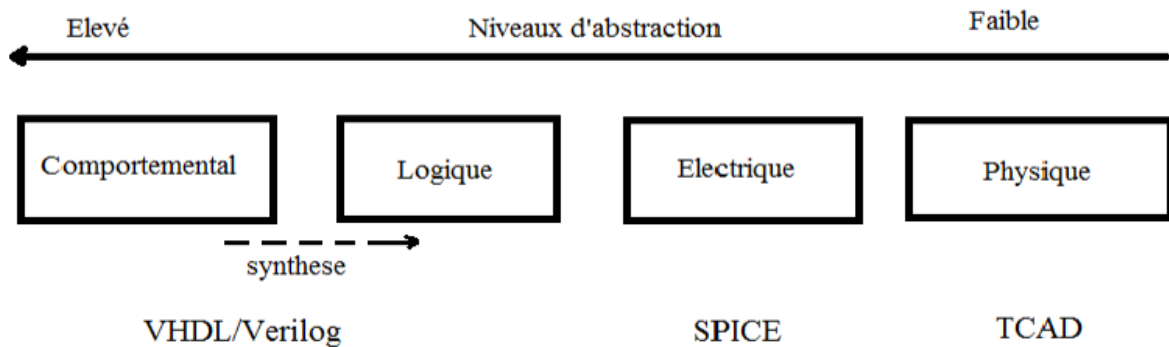 Elevé
Niveaux d'abstraction
Faible
Comportemental
Logique
Electrique
Physique
synthese
VHDL/Verilog
SPICE
TCAD